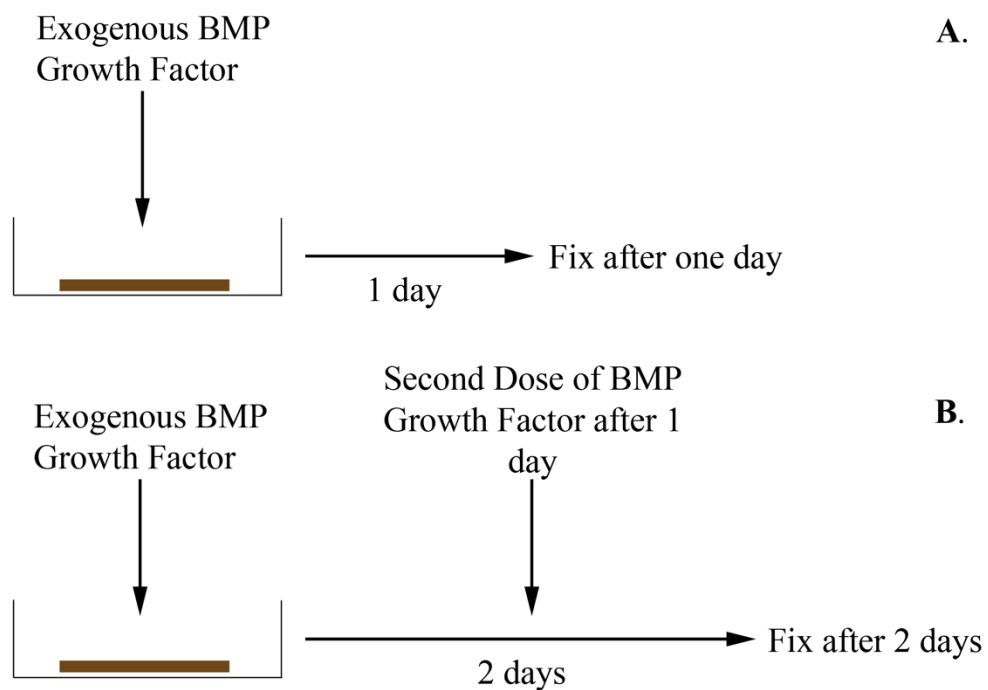 Exogenous BMP
Growth Factor
A.
Fix after one day
1 day
Exogenous BMP
Growth Factor
Second Dose of BMP
Growth Factor after 1
day
B.
Fix after 2 days
2 days